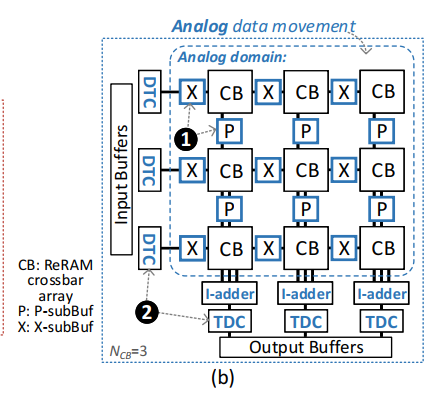 Analog data movement
Analog domain:
DTC X CB X CB X CB
1 P P P
Input Buffers
DTC X CB X CB X CB
P P P
DTC X CB X CB X CB
CB: ReRAM
crossbar
array
P: P-subBuf
X: X-subBuf
2
I-adder I-adder I-adder
TDC TDC TDC
Output Buffers
N_CB=3
(b)